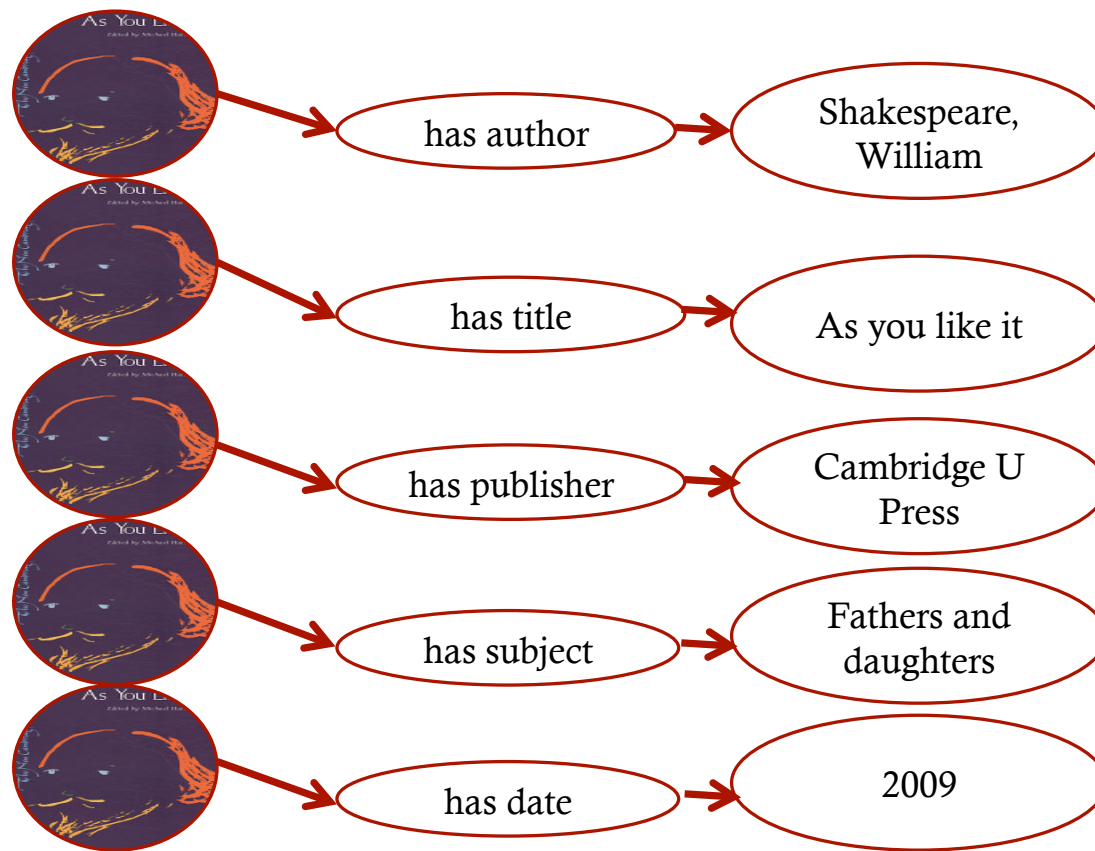 As You L
has author
Shakespeare,
William
As You L
has title
As you like it
As You L
has publisher
Cambridge U
Press
As You L
has subject
Fathers and
daughters
As You L
has date
2009